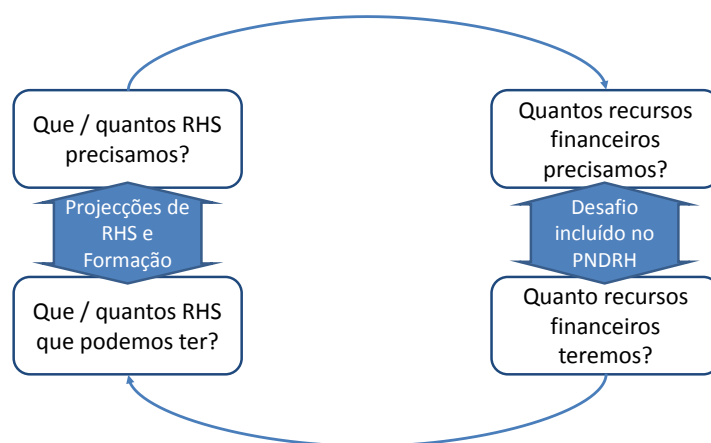 Que / quantos RHS
precisamos?
Projecções de
RHS e
Formação
Que / quantos RHS
que podemos ter?
Quantos recursos
financeiros
precisamos?
Desafio
incluído no
PNDRH
Quanto recursos
financeiros
teremos?